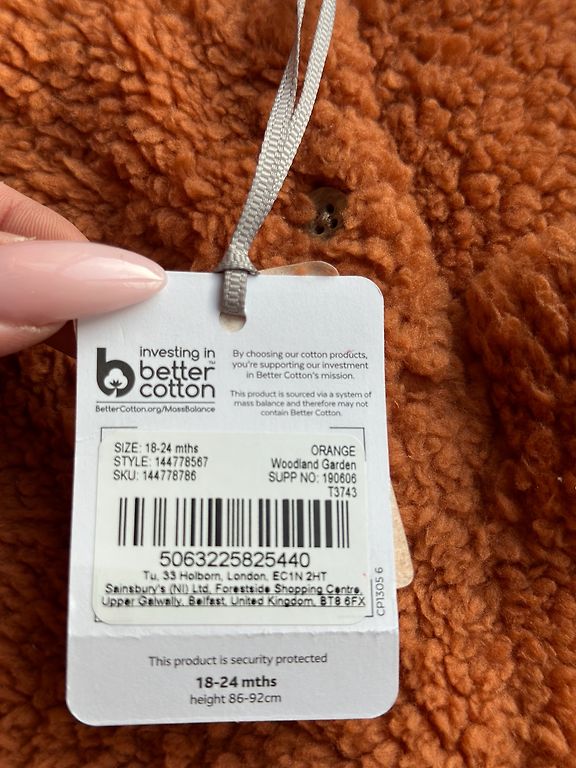 investing in
better™
cotton
BetterCotton.org/MassBalance
By choosing our cotton products,
you're supporting our investment
in Better Cotton's mission.
This product is sourced via a system of
mass balance and therefore may not
contain Better Cotton.
SIZE: 18-24 mths
STYLE: 144778567
SKU: 144778786
ORANGE
Woodland Garden
SUPP NO: 190606
T3743
5063225825440
Tu, 33 Holborn, London, EC1N 2HT
Sainsbury's (NI) Ltd, Forestside Shopping Centre,
Upper Galwally, Belfast, United Kingdom, BT8 6FX
CP1305 6
This product is security protected
18-24 mths
height 86-92cm